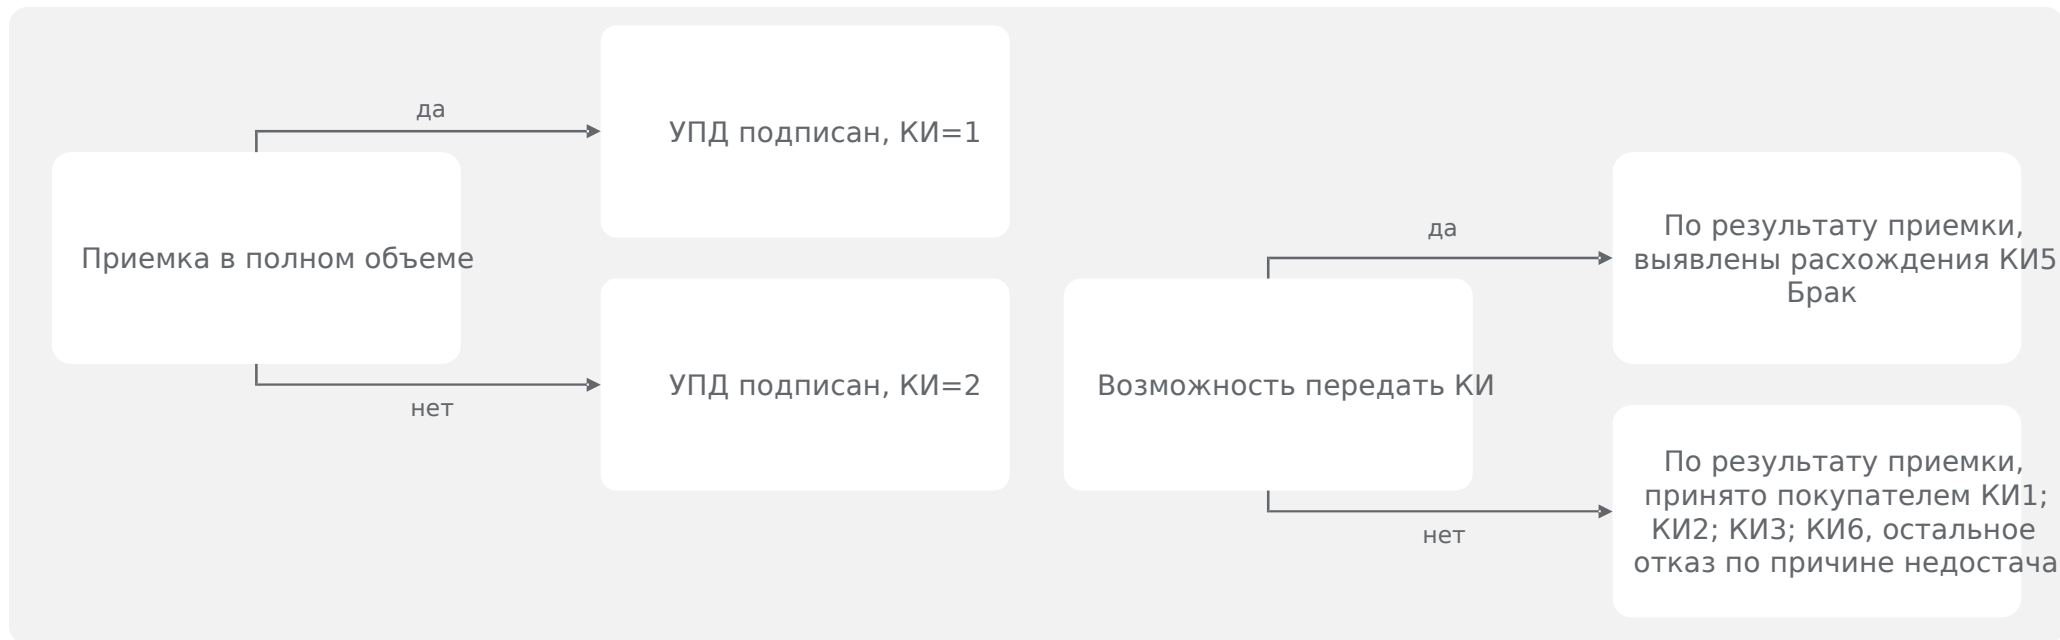 да
УПД подписан, КИ=1
Приемка в полном объеме
нет
УПД подписан, КИ=2
Возможность передать КИ
да
По результату приемки,
выявлены расхождения КИ5
Брак
нет
По результату приемки,
принято покупателем КИ1;
КИ2; КИ3; КИ6, остальное
отказ по причине недостача